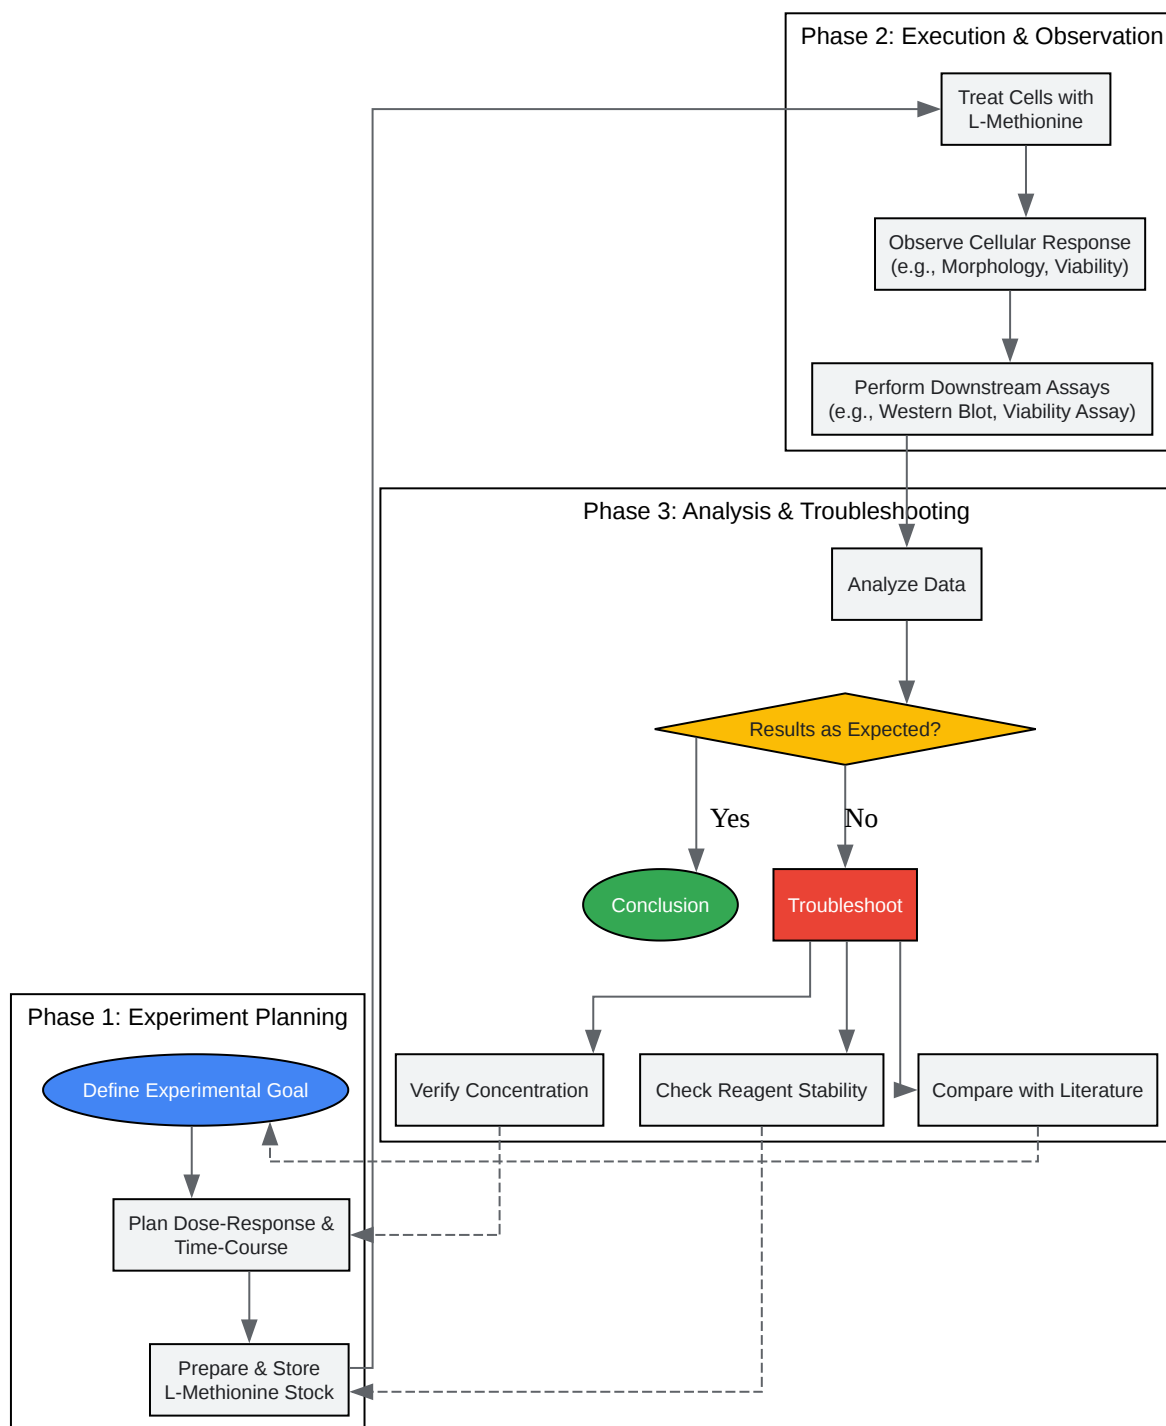 Phase 2: Execution & Observation
Treat Cells with
L-Methionine
Observe Cellular Response
(e.g., Morphology, Viability)
Perform Downstream Assays
(e.g., Western Blot, Viability Assay)
Phase 3: Analysis & Troubleshooting
Analyze Data
Results as Expected?
Yes
No
Conclusion
Troubleshoot
Verify Concentration
Check Reagent Stability
Compare with Literature
Phase 1: Experiment Planning
Define Experimental Goal
Plan Dose-Response &
Time-Course
Prepare & Store
L-Methionine Stock